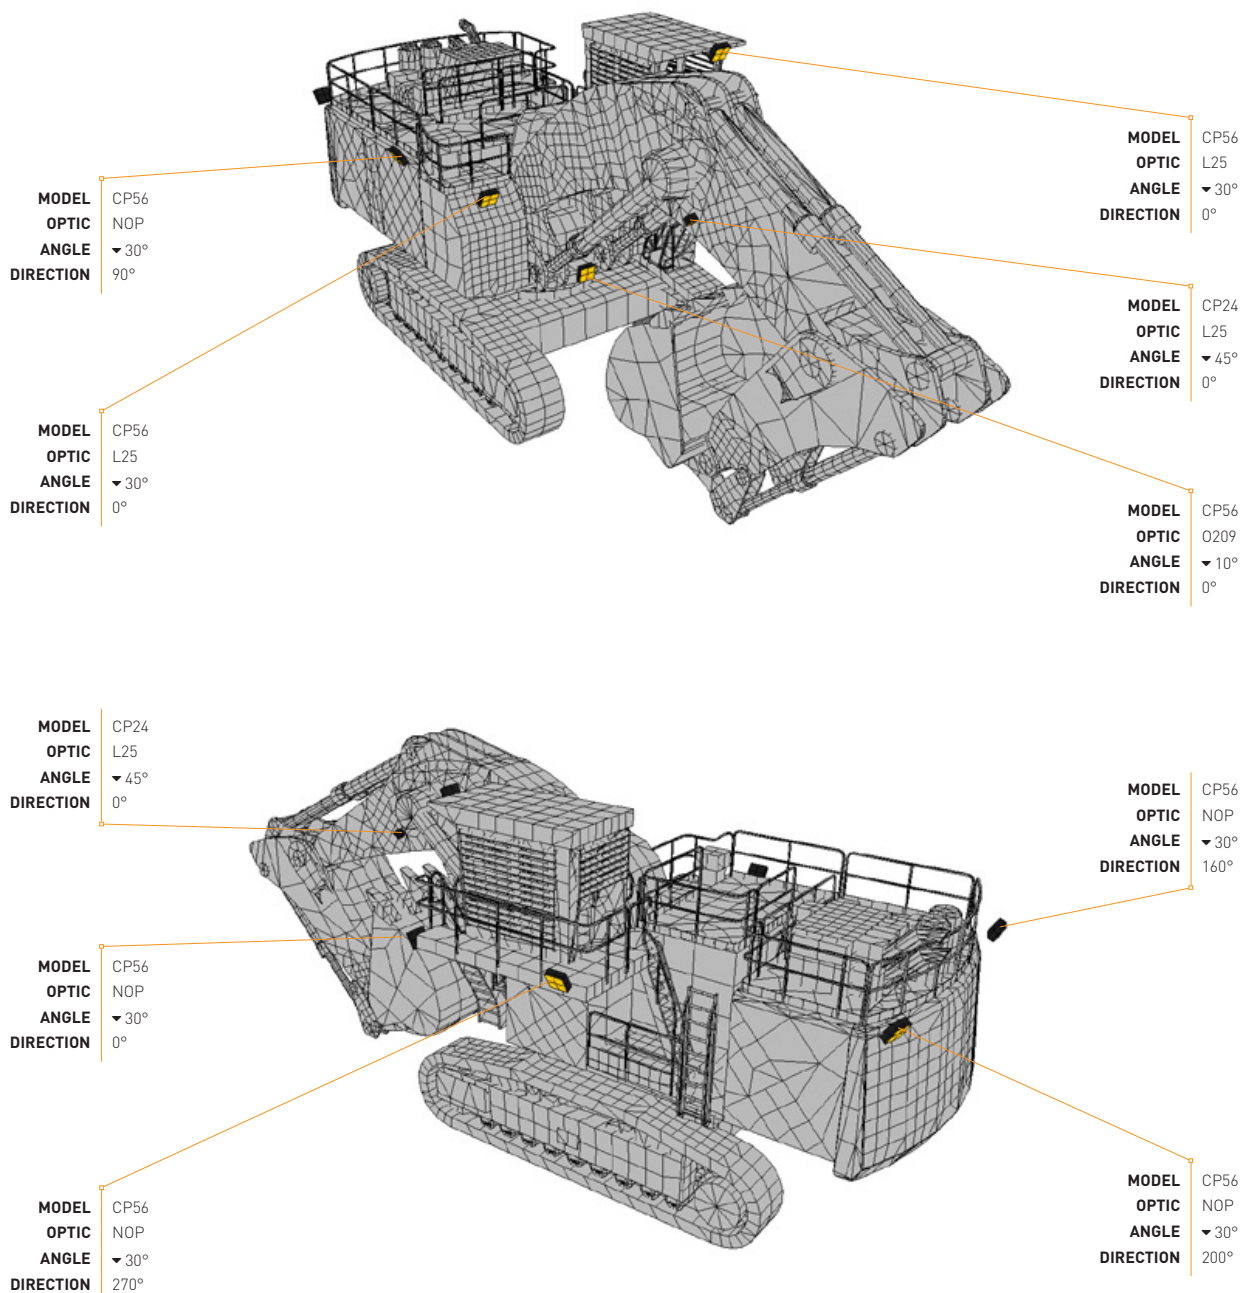 MODEL CP56
OPTIC L25
ANGLE ▼30°
DIRECTION 0°
MODEL CP56
OPTIC NOP
ANGLE ▼30°
DIRECTION 90°
MODEL CP24
OPTIC L25
ANGLE ▼45°
DIRECTION 0°
MODEL CP56
OPTIC L25
ANGLE ▼30°
DIRECTION 0°
MODEL CP56
OPTIC O209
ANGLE ▼10°
DIRECTION 0°
MODEL CP24
OPTIC L25
ANGLE ▼45°
DIRECTION 0°
MODEL CP56
OPTIC NOP
ANGLE ▼30°
DIRECTION 160°
MODEL CP56
OPTIC NOP
ANGLE ▼30°
DIRECTION 0°
MODEL CP56
OPTIC NOP
ANGLE ▼30°
DIRECTION 200°
MODEL CP56
OPTIC NOP
ANGLE ▼30°
DIRECTION 270°